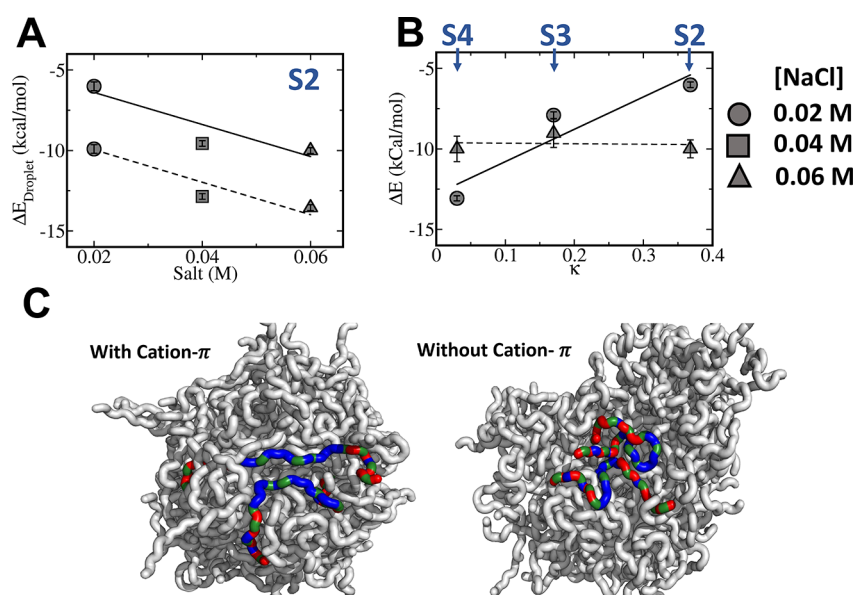 A
ΔE_Droplet (kcal/mol)
-5
-10
-15
0.02
0.04
0.06
Salt (M)
S2
B
S4
S3
S2
ΔE (kCal/mol)
-5
-10
-15
0
0.1
0.2
0.3
0.4
κ
[NaCl]
0.02 M
0.04 M
0.06 M
C
With Cation-π
Without Cation- π